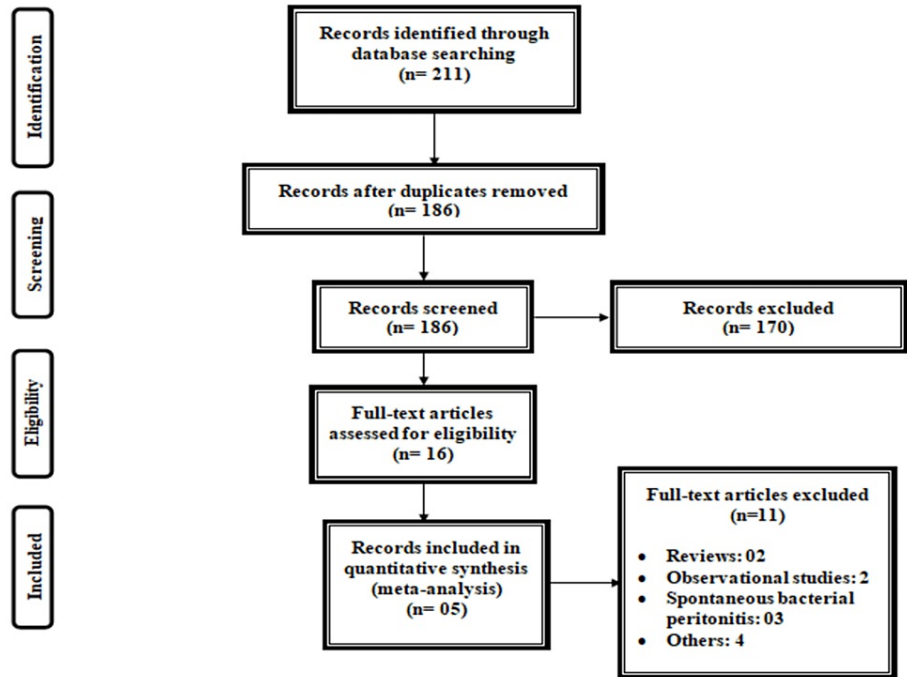 Identification
Records identified through
database searching
(n= 211)
Records after duplicates removed
(n= 186)
Screening
Records screened
(n= 186)
Records excluded
(n= 170)
Eligibility
Full-text articles
assessed for eligibility
(n= 16)
Included
Records included in
quantitative synthesis
(meta-analysis)
(n= 05)
Full-text articles excluded
(n=11)
• Reviews: 02
• Observational studies: 2
• Spontaneous bacterial
peritonitis: 03
• Others: 4